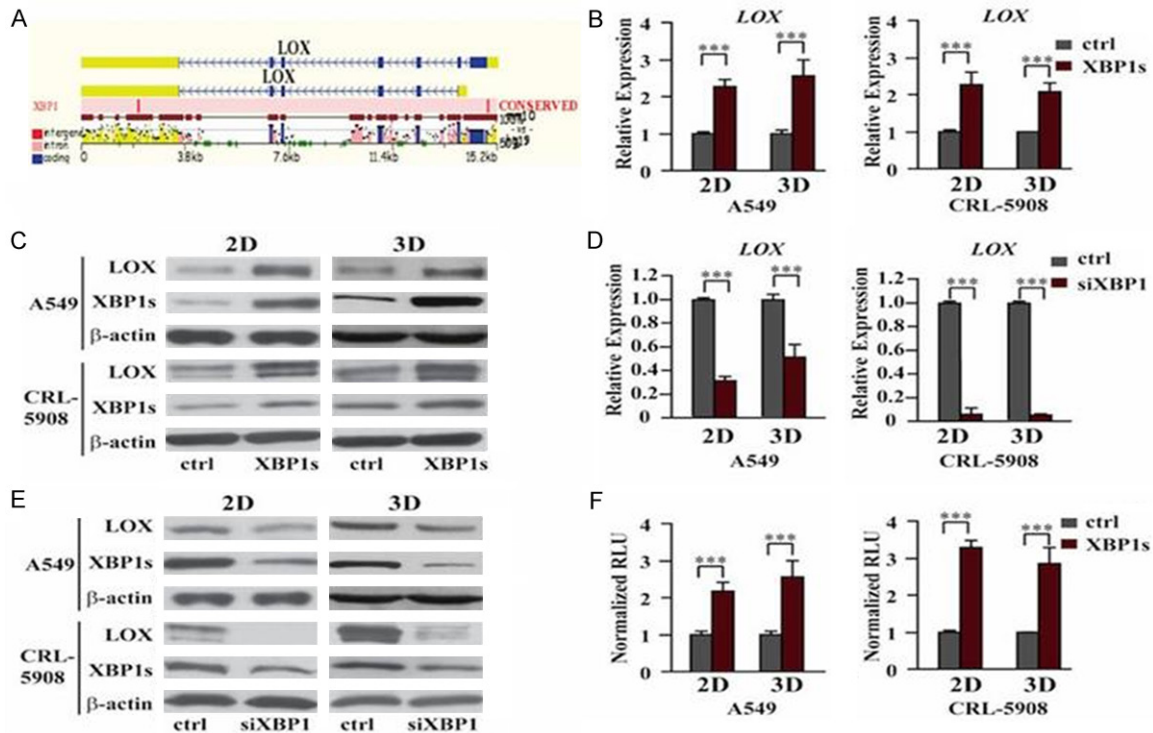 A
LOX
LOX
XBP1
CONSERVED
intron
coding
0 3.8kb 7.6kb 11.4kb 15.2kb
B
LOX
Relative Expression
4
3
2
1
0
***
***
2D 3D
A549
LOX
ctrl
XBP1s
Relative Expression
4
3
2
1
0
***
***
2D 3D
CRL-5908
C
2D 3D
A549
LOX
XBP1s
β-actin
CRL-
5908
LOX
XBP1s
β-actin
ctrl XBP1s ctrl XBP1s
D
LOX
Relative Expression
1.2
1.0
0.8
0.6
0.4
0.2
0
***
***
2D 3D
A549
LOX
ctrl
siXBP1
Relative Expression
1.2
1.0
0.8
0.6
0.4
0.2
0
***
***
2D 3D
CRL-5908
E
2D 3D
A549
LOX
XBP1s
β-actin
CRL-
5908
LOX
XBP1s
β-actin
ctrl siXBP1 ctrl siXBP1
F
Normalized RLU
4
3
2
1
0
***
***
2D 3D
A549
ctrl
XBP1s
Normalized RLU
4
3
2
1
0
***
***
2D 3D
CRL-5908